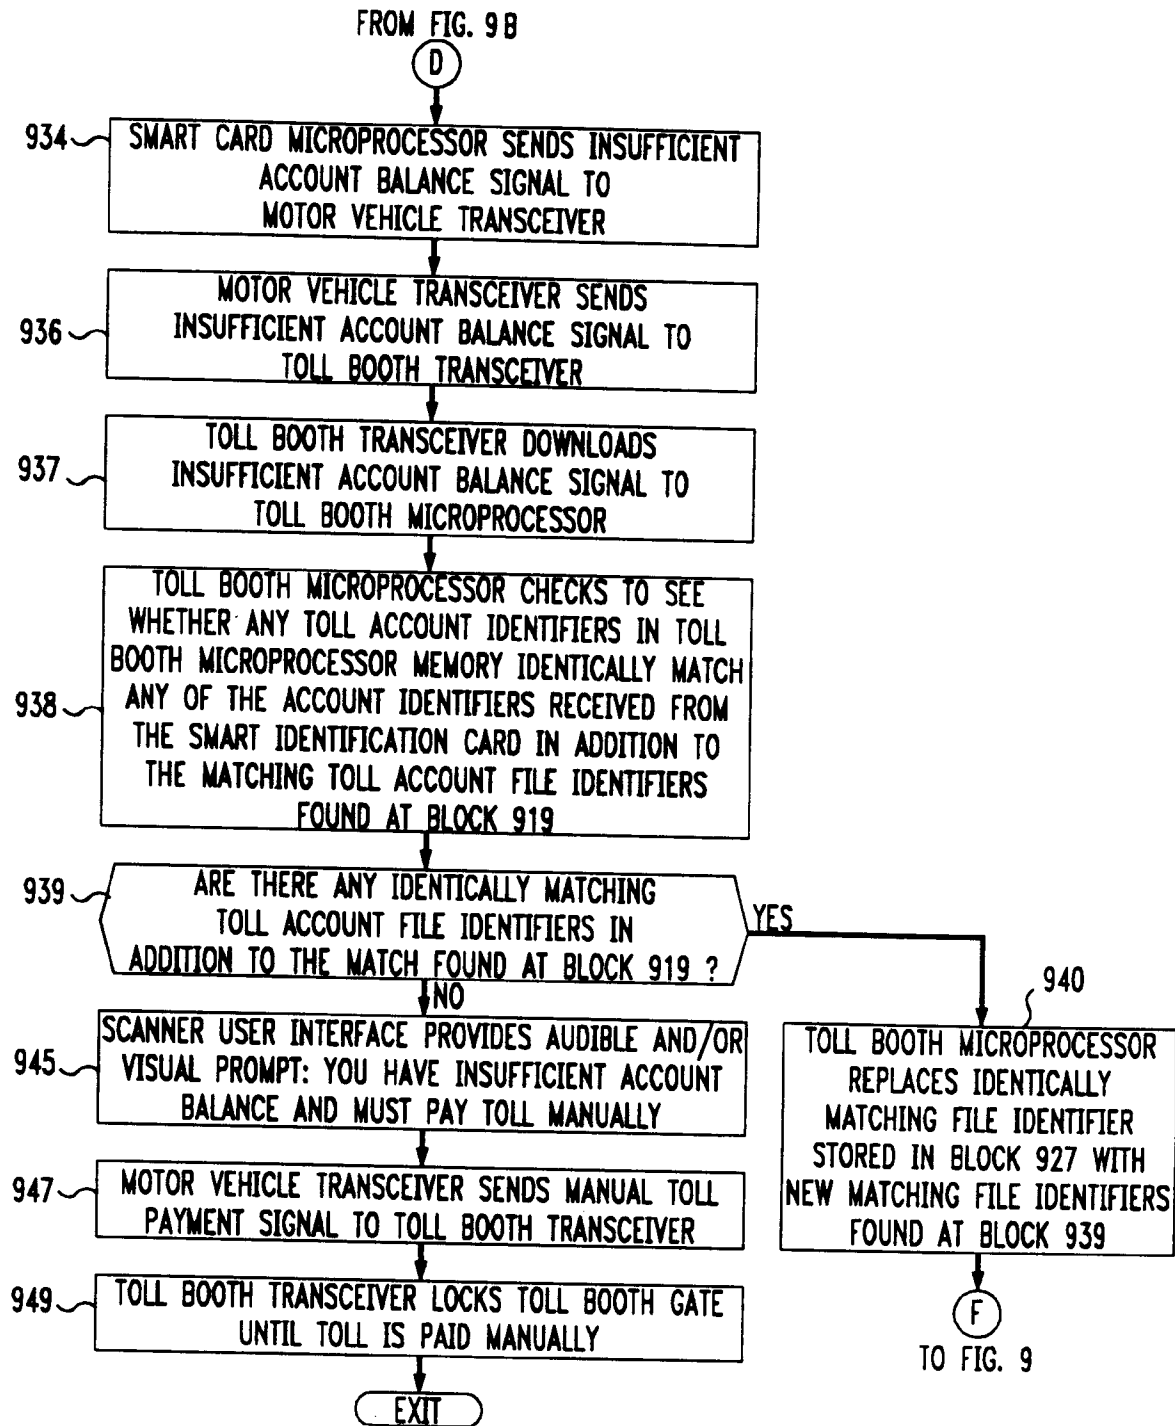 FROM FIG. 9B
D
934
SMART CARD MICROPROCESSOR SENDS INSUFFICIENT
ACCOUNT BALANCE SIGNAL TO
MOTOR VEHICLE TRANSCEIVER
936
MOTOR VEHICLE TRANSCEIVER SENDS
INSUFFICIENT ACCOUNT BALANCE SIGNAL TO
TOLL BOOTH TRANSCEIVER
937
TOLL BOOTH TRANSCEIVER DOWNLOADS
INSUFFICIENT ACCOUNT BALANCE SIGNAL TO
TOLL BOOTH MICROPROCESSOR
938
TOLL BOOTH MICROPROCESSOR CHECKS TO SEE
WHETHER ANY TOLL ACCOUNT IDENTIFIERS IN TOLL
BOOTH MICROPROCESSOR MEMORY IDENTICALLY MATCH
ANY OF THE ACCOUNT IDENTIFIERS RECEIVED FROM
THE SMART IDENTIFICATION CARD IN ADDITION TO
THE MATCHING TOLL ACCOUNT FILE IDENTIFIERS
FOUND AT BLOCK 919
939
ARE THERE ANY IDENTICALLY MATCHING
TOLL ACCOUNT FILE IDENTIFIERS IN
ADDITION TO THE MATCH FOUND AT BLOCK 919 ?
YES
NO
945
SCANNER USER INTERFACE PROVIDES AUDIBLE AND/OR
VISUAL PROMPT: YOU HAVE INSUFFICIENT ACCOUNT
BALANCE AND MUST PAY TOLL MANUALLY
947
MOTOR VEHICLE TRANSCEIVER SENDS MANUAL TOLL
PAYMENT SIGNAL TO TOLL BOOTH TRANSCEIVER
949
TOLL BOOTH TRANSCEIVER LOCKS TOLL BOOTH GATE
UNTIL TOLL IS PAID MANUALLY
EXIT
940
TOLL BOOTH MICROPROCESSOR
REPLACES IDENTICALLY
MATCHING FILE IDENTIFIER
STORED IN BLOCK 927 WITH
NEW MATCHING FILE IDENTIFIERS
FOUND AT BLOCK 939
F
TO FIG. 9